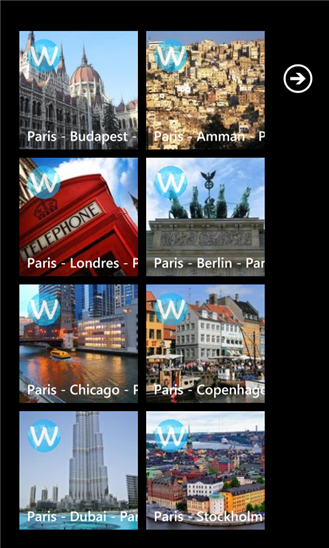 W
W
Paris - Budapest -
Paris - Amman - P
W
W
TELEPHONE
Paris - Londres - P
Paris - Berlin - Par
W
W
Paris - Chicago - P
Paris - Copenhage
W
W
Paris - Dubai - Par
Paris - Stockholm